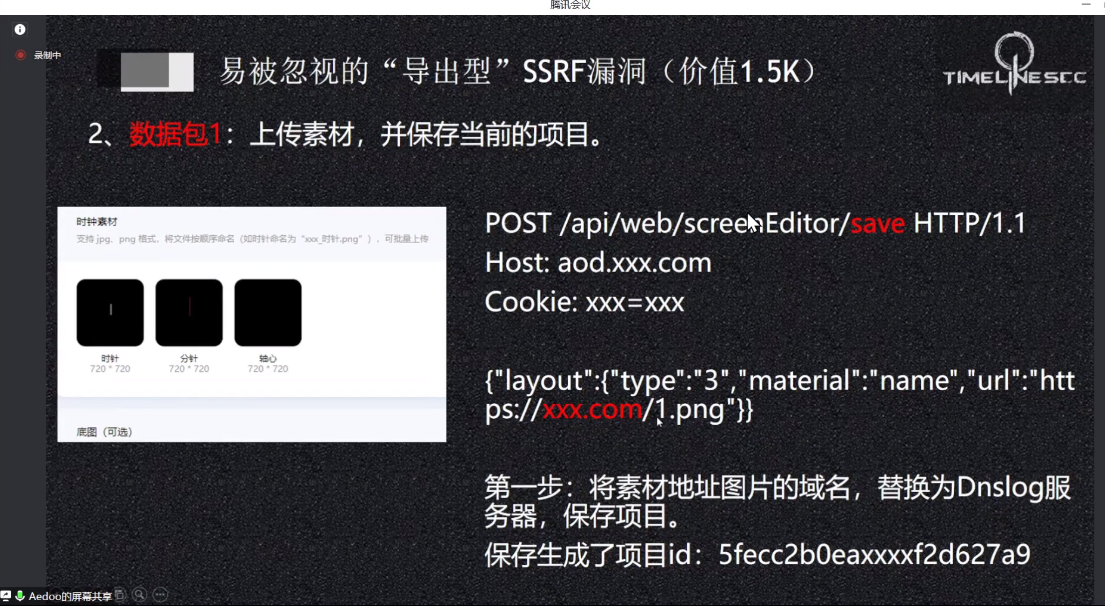 腾讯会议
录制中
易被忽视的“导出型”SSRF漏洞（价值1.5K）
TIMELINESEC
2、数据包1：上传素材，并保存当前的项目。
时钟素材
支持 jpg、png 格式、将文件按顺序命名（如时针命名为“xxx_时针.png”），可批量上传
时针
分针
轴心
720 * 720
720 * 720
720 * 720
底图（可选）
POST /api/web/screenEditor/save HTTP/1.1
Host: aod.xxx.com
Cookie: xxx=xxx
{"layout":{"type":"3","material":"name","url":"htt
ps://xxx.com/1.png"}}
第一步：将素材地址图片的域名，替换为Dnslog服
务器，保存项目。
保存生成了项目id：5fecc2b0eaxxxxf2d627a9
Aedoo的屏幕共享